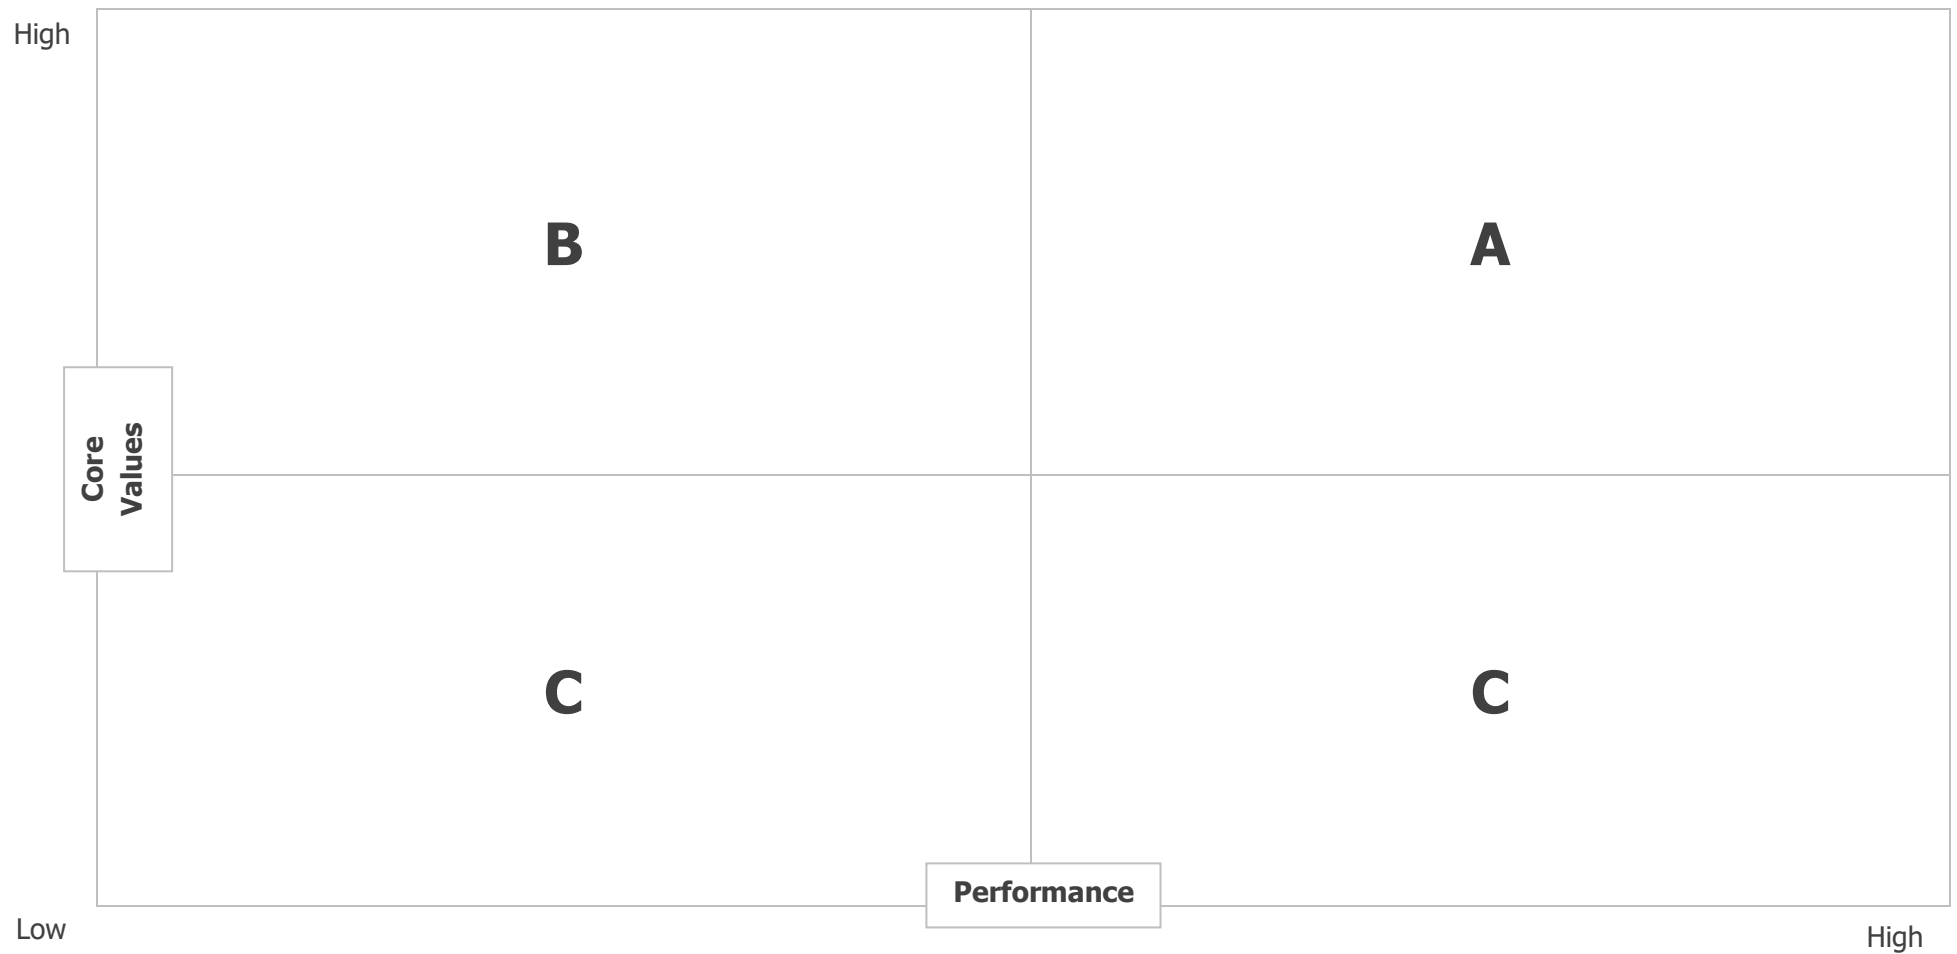 High
B
A
Core
Values
C
C
Performance
Low
High